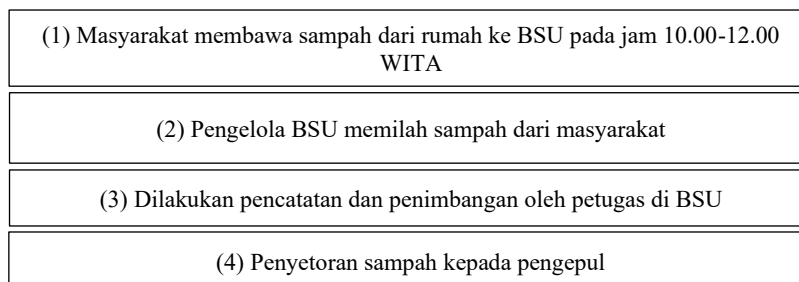 (1) Masyarakat membawa sampah dari rumah ke BSU pada jam 10.00-12.00
WITA
(2) Pengelola BSU memilah sampah dari masyarakat
(3) Dilakukan pencatatan dan penimbangan oleh petugas di BSU
(4) Penyetoran sampah kepada pengepul